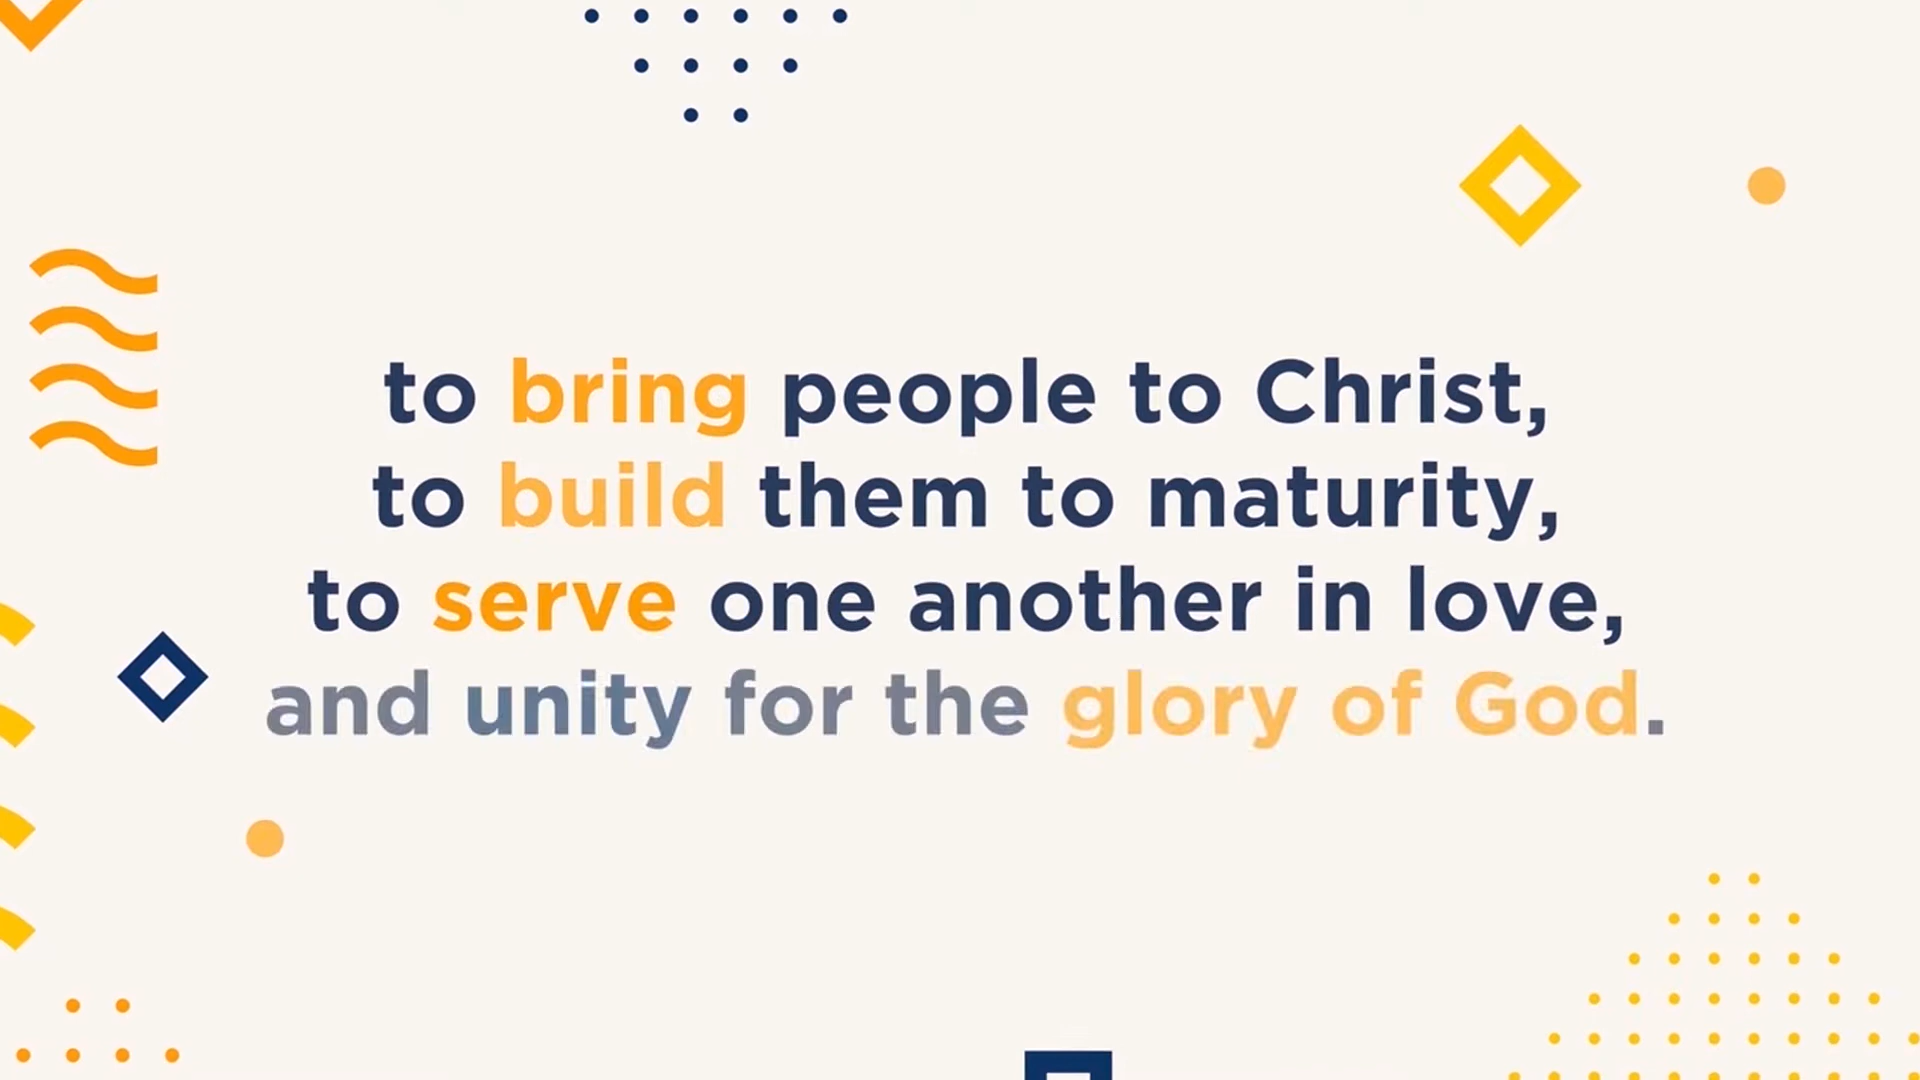 to bring people to Christ,
to build them to maturity,
to serve one another in love,
and unity for the glory of God.